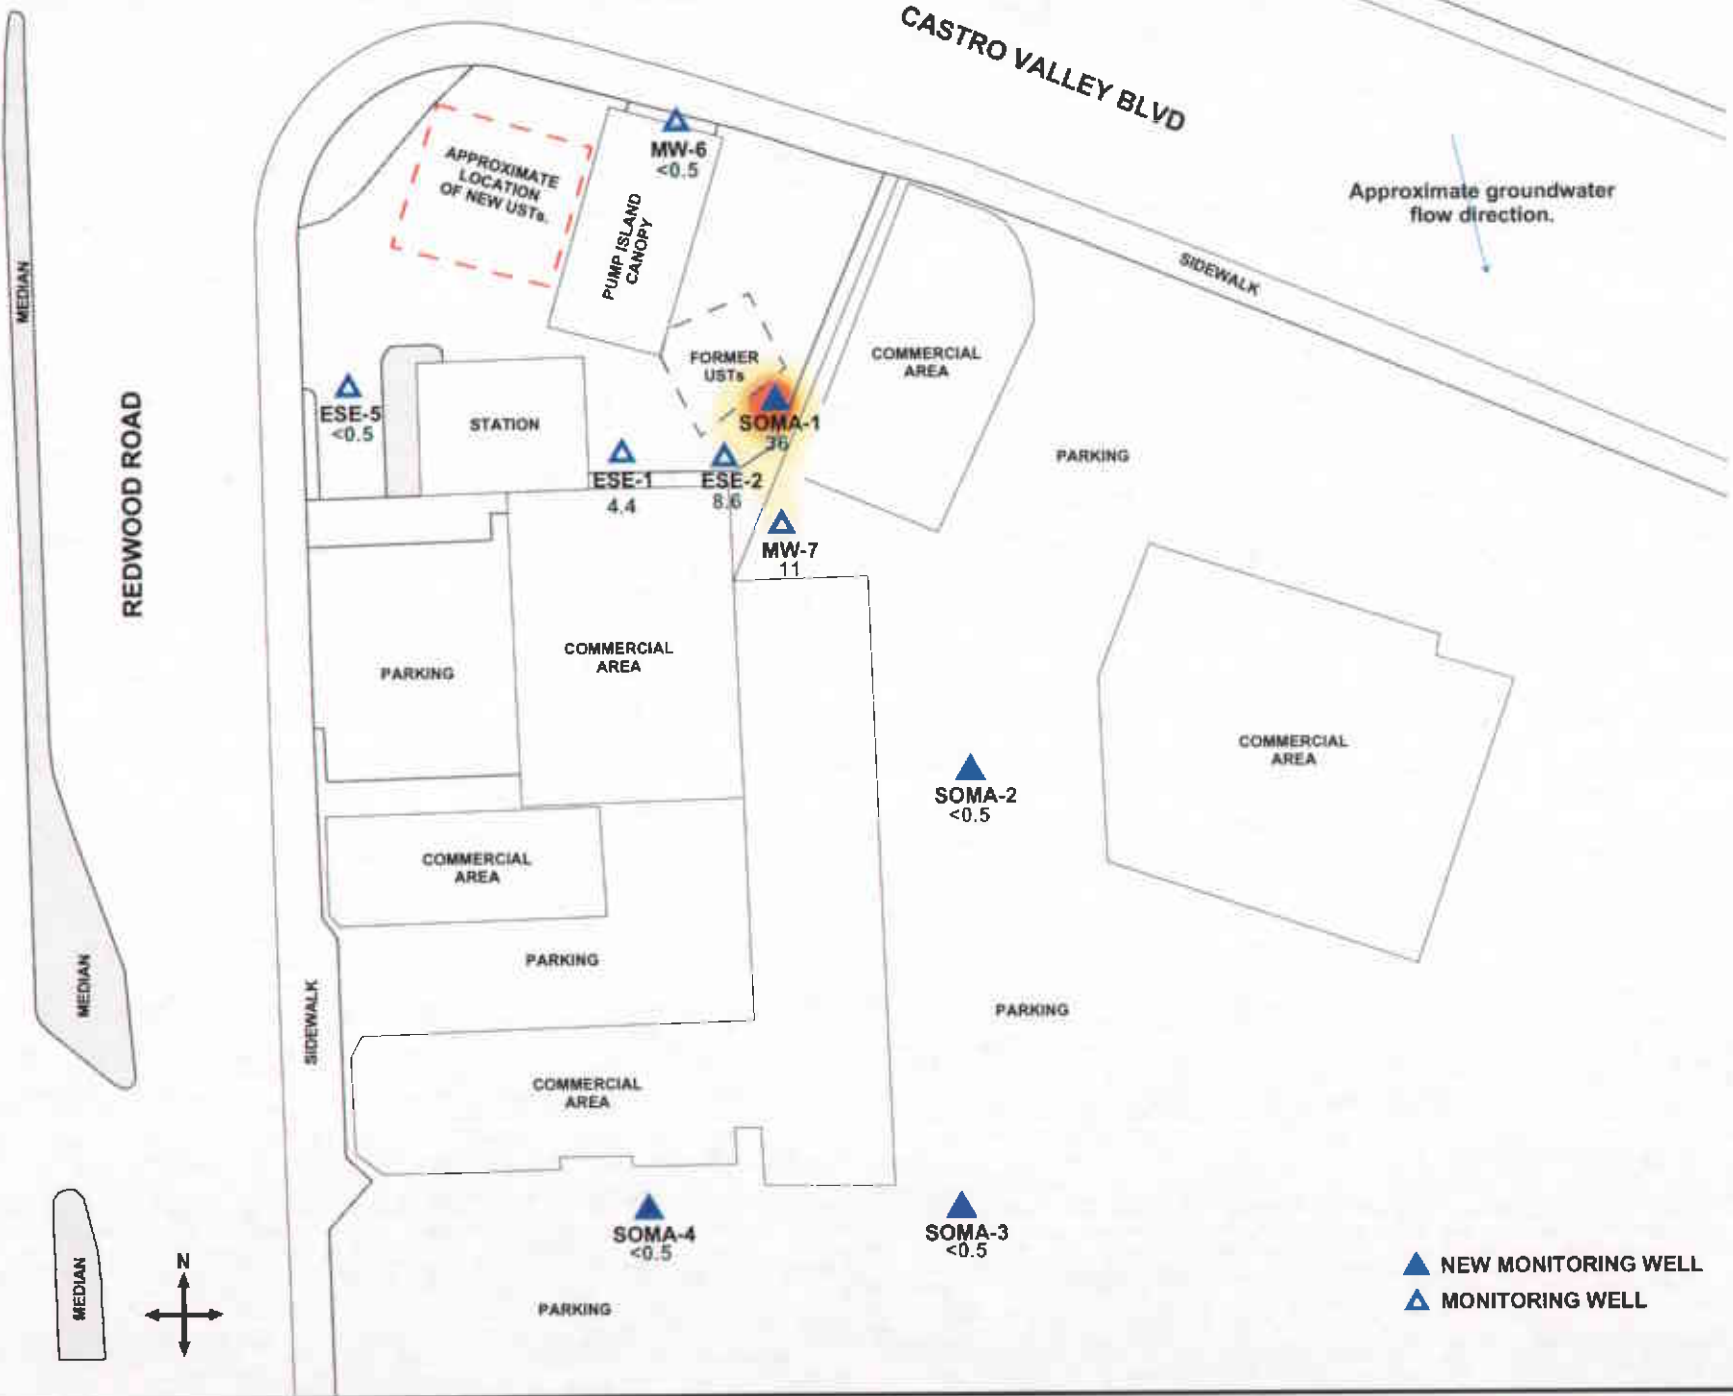 CASTRO VALLEY BLVD
MW-6
<0.5
APPROXIMATE
LOCATION
OF NEW USTs.
PUMP ISLAND
CANOPY
Approximate groundwater
flow direction.
SIDEWALK
MEDIAN
REDWOOD ROAD
COMMERCIAL
AREA
FORMER
USTs
ESE-5
<0.5
STATION
SOMA-1
36
PARKING
ESE-1
4.4
ESE-2
8.6
MW-7
11
PARKING
COMMERCIAL
AREA
COMMERCIAL
AREA
SOMA-2
<0.5
COMMERCIAL
AREA
PARKING
MEDIAN
SIDEWALK
PARKING
COMMERCIAL
AREA
SOMA-4
<0.5
SOMA-3
<0.5
N
MEDIAN
PARKING
NEW MONITORING WELL
MONITORING WELL